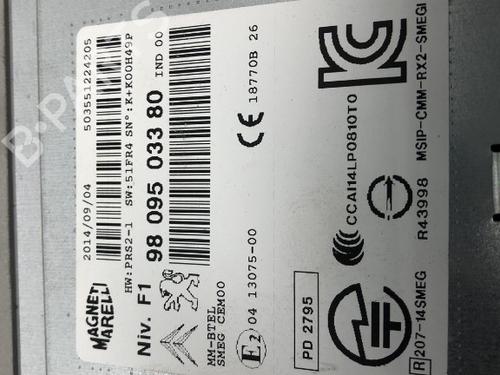 MAGNETI
MARELLI
2014/09/04
503551224205
HW:PRS2-1 SW:51FR4 SN°:K+K00H49P
Niv. F1
98 095 033 80
IND 00
MM-BTEL
SMEG CEM00
CE 18770B 26
E2 04 13075-00
CCAI14LP0810T0
MSIP-CMM-RX2-SMEGI
R43998
PD 2795
R 207-14SMEG
B-PARTS